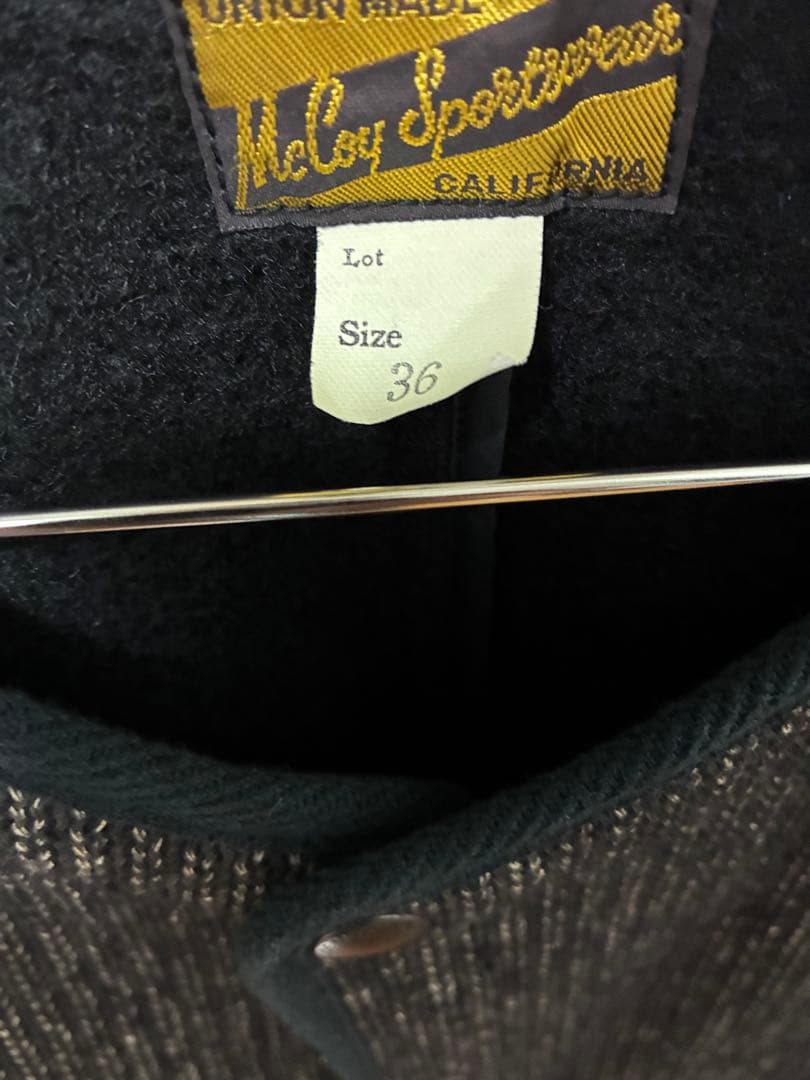 UNION MADE
McCoy Sportswear
CALIFORNIA
Lot
Size
36